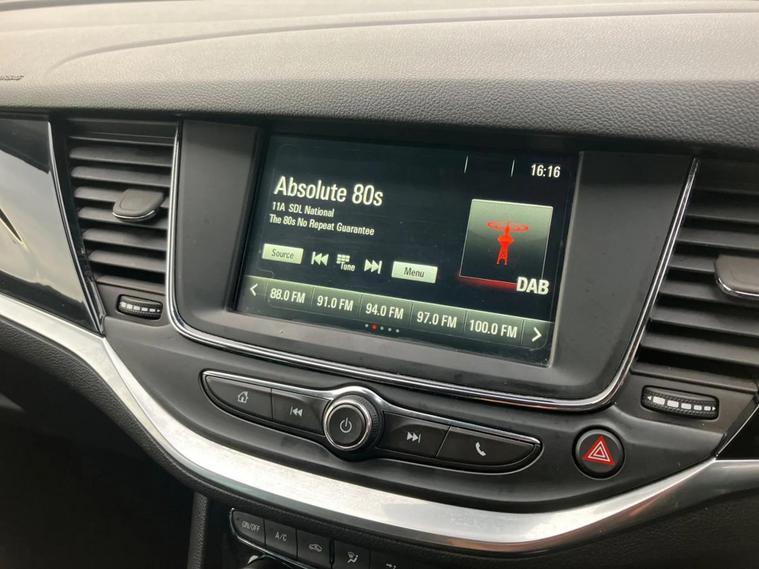 16:16
Absolute 80s
11A SDL National
The 80s No Repeat Guarantee
Source Tune Menu
DAB
88.0 FM 91.0 FM 94.0 FM 97.0 FM 100.0 FM
ON/OFF A/C